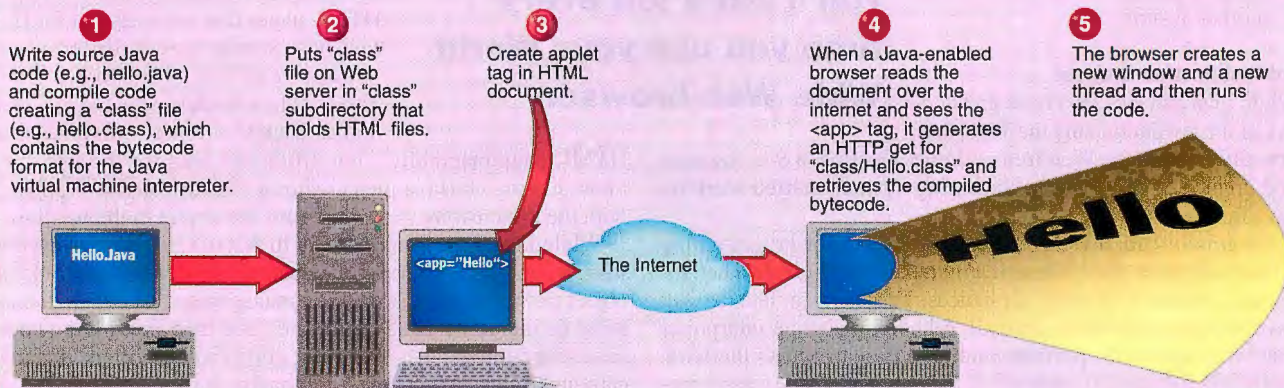 1
Write source Java
code (e.g., hello.java)
and compile code
creating a "class" file
(e.g., hello.class), which
contains the bytecode
format for the Java
virtual machine interpreter.
Hello.Java
2
Puts "class"
file on Web
server in "class"
subdirectory that
holds HTML files.
3
Create applet
tag in HTML
document.
<app="Hello">
The Internet
4
When a Java-enabled
browser reads the
document over the
internet and sees the
<app> tag, it generates
an HTTP get for
"class/Hello.class" and
retrieves the compiled
bytecode.
5
The browser creates a
new window and a new
thread and then runs
the code.
Hello